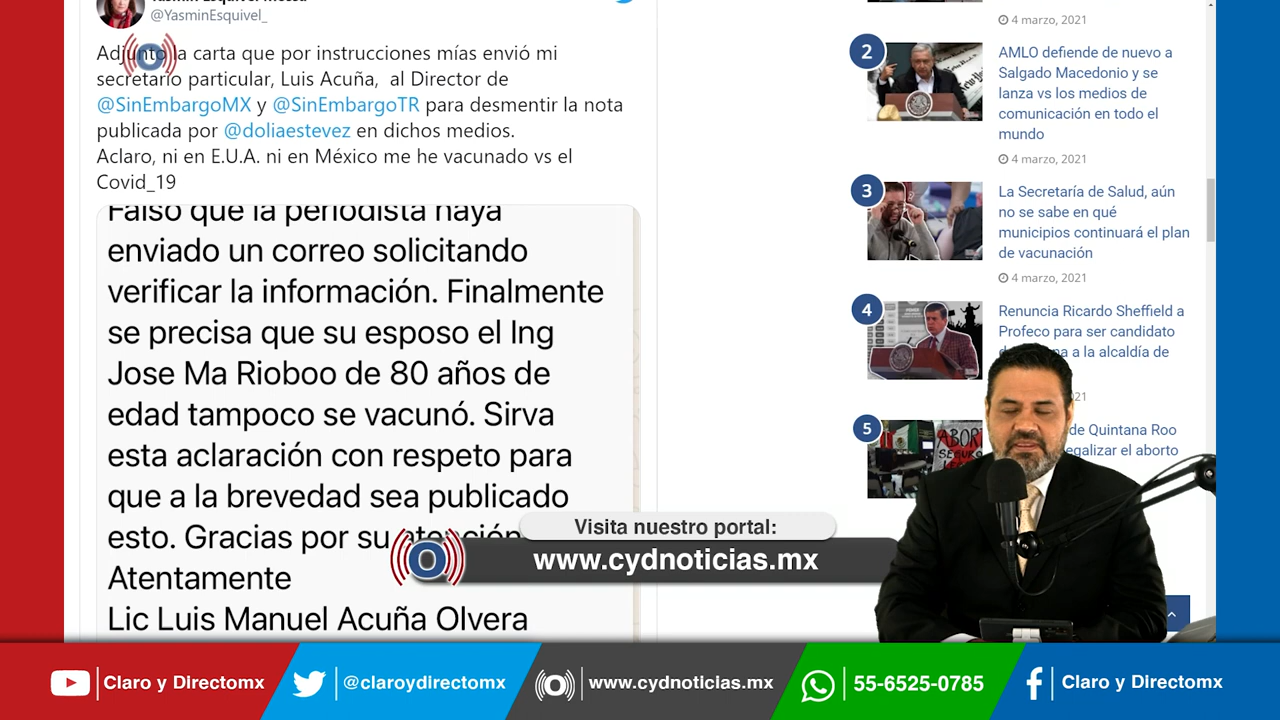 @YasminEsquivel_
Adjunto la carta que por instrucciones mías envió mi
secretario particular, Luis Acuña, al Director de
@SinEmbargoMX y @SinEmbargoTR para desmentir la nota
publicada por @doliaestevez en dichos medios.
Aclaro, ni en E.U.A. ni en México me he vacunado vs el
Covid_19
Falso que la periodista haya
enviado un correo solicitando
verificar la información. Finalmente
se precisa que su esposo el Ing
Jose Ma Rioboo de 80 años de
edad tampoco se vacunó. Sirva
esta aclaración con respeto para
que a la brevedad sea publicado
esto. Gracias por su atención
Atentamente
Lic Luis Manuel Acuña Olvera
4 marzo, 2021
2
AMLO defiende de nuevo a
Salgado Macedonio y se
lanza vs los medios de
comunicación en todo el
mundo
4 marzo, 2021
3
La Secretaría de Salud, aún
no se sabe en qué
municipios continuará el plan
de vacunación
4 marzo, 2021
4
Renuncia Ricardo Sheffield a
Profeco para ser candidato
a la alcaldía de
5
de Quintana Roo
el aborto
Visita nuestro portal:
www.cydnoticias.mx
Claro y Directomx
@claroydirectomx
www.cydnoticias.mx
55-6525-0785
Claro y Directomx